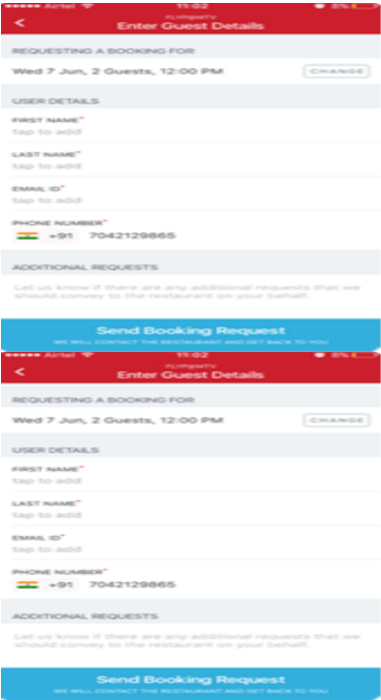 Airtel 11:02 8%
FLYP@MTV
Enter Guest Details
REQUESTING A BOOKING FOR
Wed 7 Jun, 2 Guests, 12:00 PM CHANGE
USER DETAILS
FIRST NAME*
tap to add
LAST NAME*
tap to add
EMAIL ID*
tap to add
PHONE NUMBER*
+91 7042129865
ADDITIONAL REQUESTS
Let us know if there are any additional requests that we
should convey to the restaurant on your behalf.
Send Booking Request
WE WILL CONTACT THE RESTAURANT AND GET BACK TO YOU
Airtel 11:02 8%
FLYP@MTV
Enter Guest Details
REQUESTING A BOOKING FOR
Wed 7 Jun, 2 Guests, 12:00 PM CHANGE
USER DETAILS
FIRST NAME*
tap to add
LAST NAME*
tap to add
EMAIL ID*
tap to add
PHONE NUMBER*
+91 7042129865
ADDITIONAL REQUESTS
Let us know if there are any additional requests that we
should convey to the restaurant on your behalf.
Send Booking Request
WE WILL CONTACT THE RESTAURANT AND GET BACK TO YOU